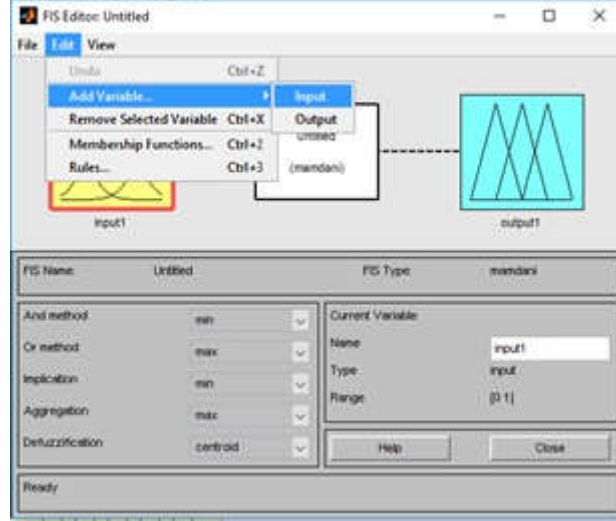 FIS Editor: Untitled
File Edit View
Undo Ctrl+Z
Add Variable... Input
Remove Selected Variable Ctrl+X Output
Membership Functions... Ctrl+2 Untitled
Rules... Ctrl+3 (mamdani)
input1 output1
FIS Name: Untitled FIS Type: mamdani
And method min Current Variable
Or method max Name input1
Implication min Type input
Aggregation max Range [0 1]
Defuzzification centroid Help Close
Ready